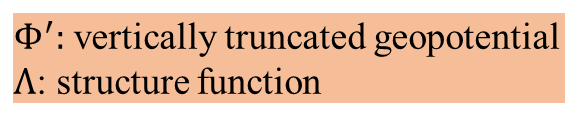 Φ′: vertically truncated geopotential
Λ: structure function